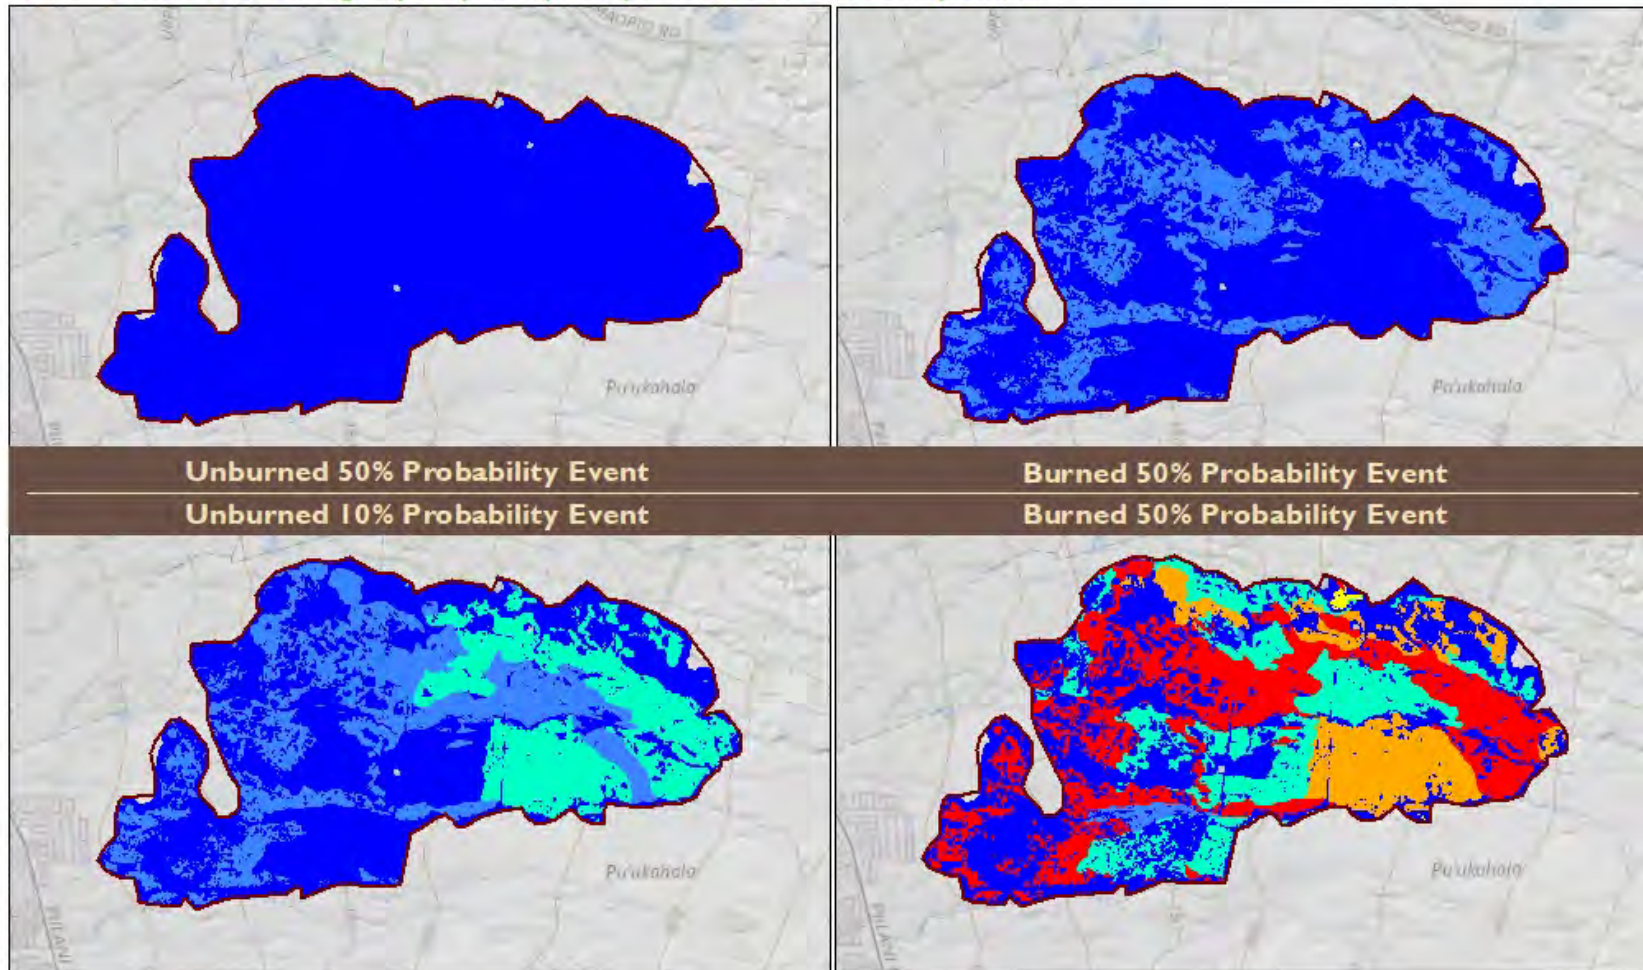 Unburned 50% Probability Event
Burned 50% Probability Event
Unburned 10% Probability Event
Burned 50% Probability Event
Pu'ukahala
Pu'ukahala
Pu'ukahala
Pu'ukahala